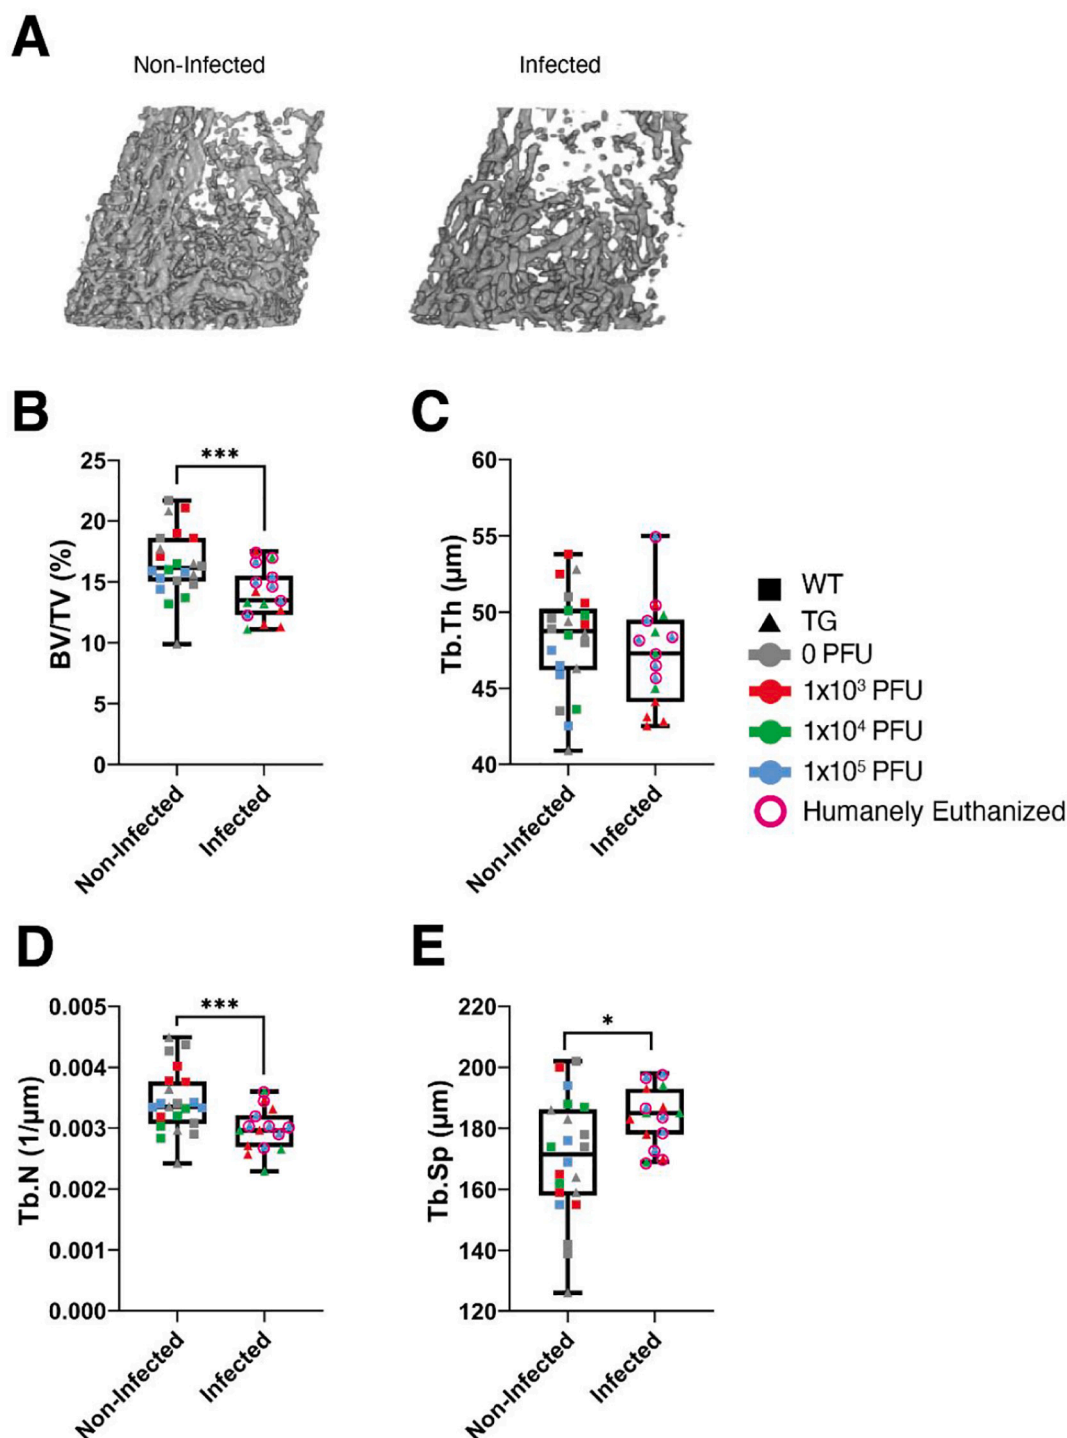 A
Non-Infected
Infected
B
***
BV/TV (%)
25
20
15
10
5
0
Non-Infected
Infected
C
Tb.Th (μm)
60
55
50
45
40
Non-Infected
Infected
WT
TG
0 PFU
1x10³ PFU
1x10⁴ PFU
1x10⁵ PFU
Humanely Euthanized
D
***
Tb.N (1/μm)
0.005
0.004
0.003
0.002
0.001
0.000
Non-Infected
Infected
E
*
Tb.Sp (μm)
220
200
180
160
140
120
Non-Infected
Infected